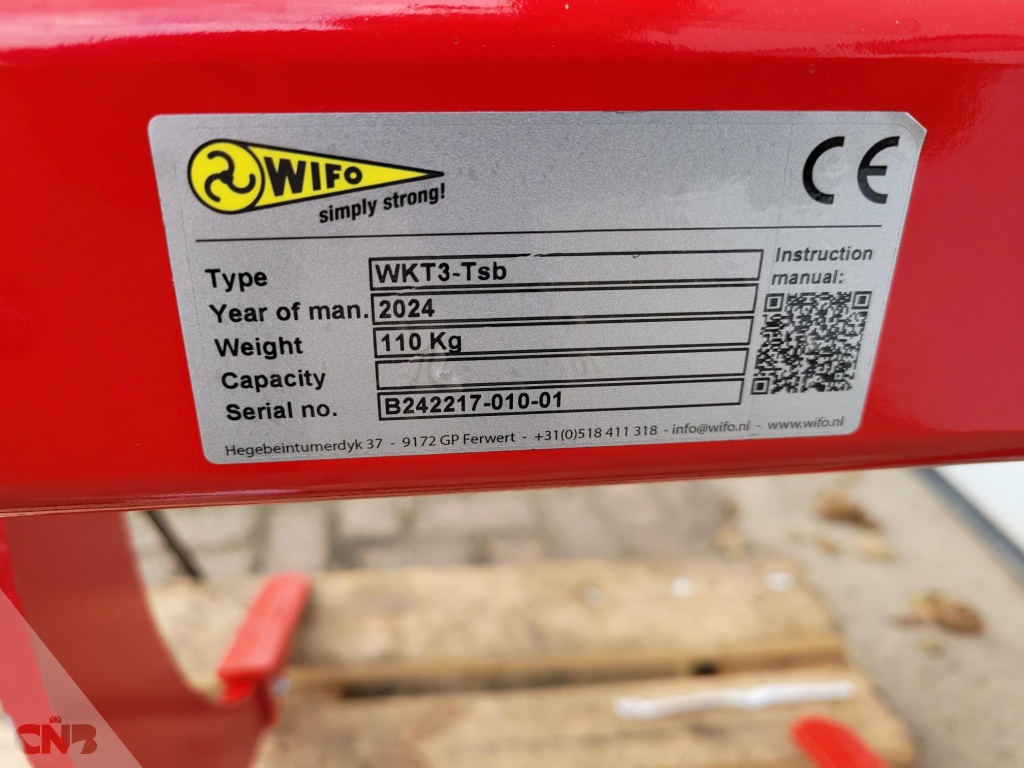 WIFO
simply strong!
CE
Type WKT3-Tsb
Year of man. 2024
Weight 110 Kg
Capacity
Serial no. B242217-010-01
Instruction
manual:
Hegebeintumerdyk 37 - 9172 GP Ferwert - +31(0)518 411 318 - info@wifo.nl - www.wifo.nl
CNB